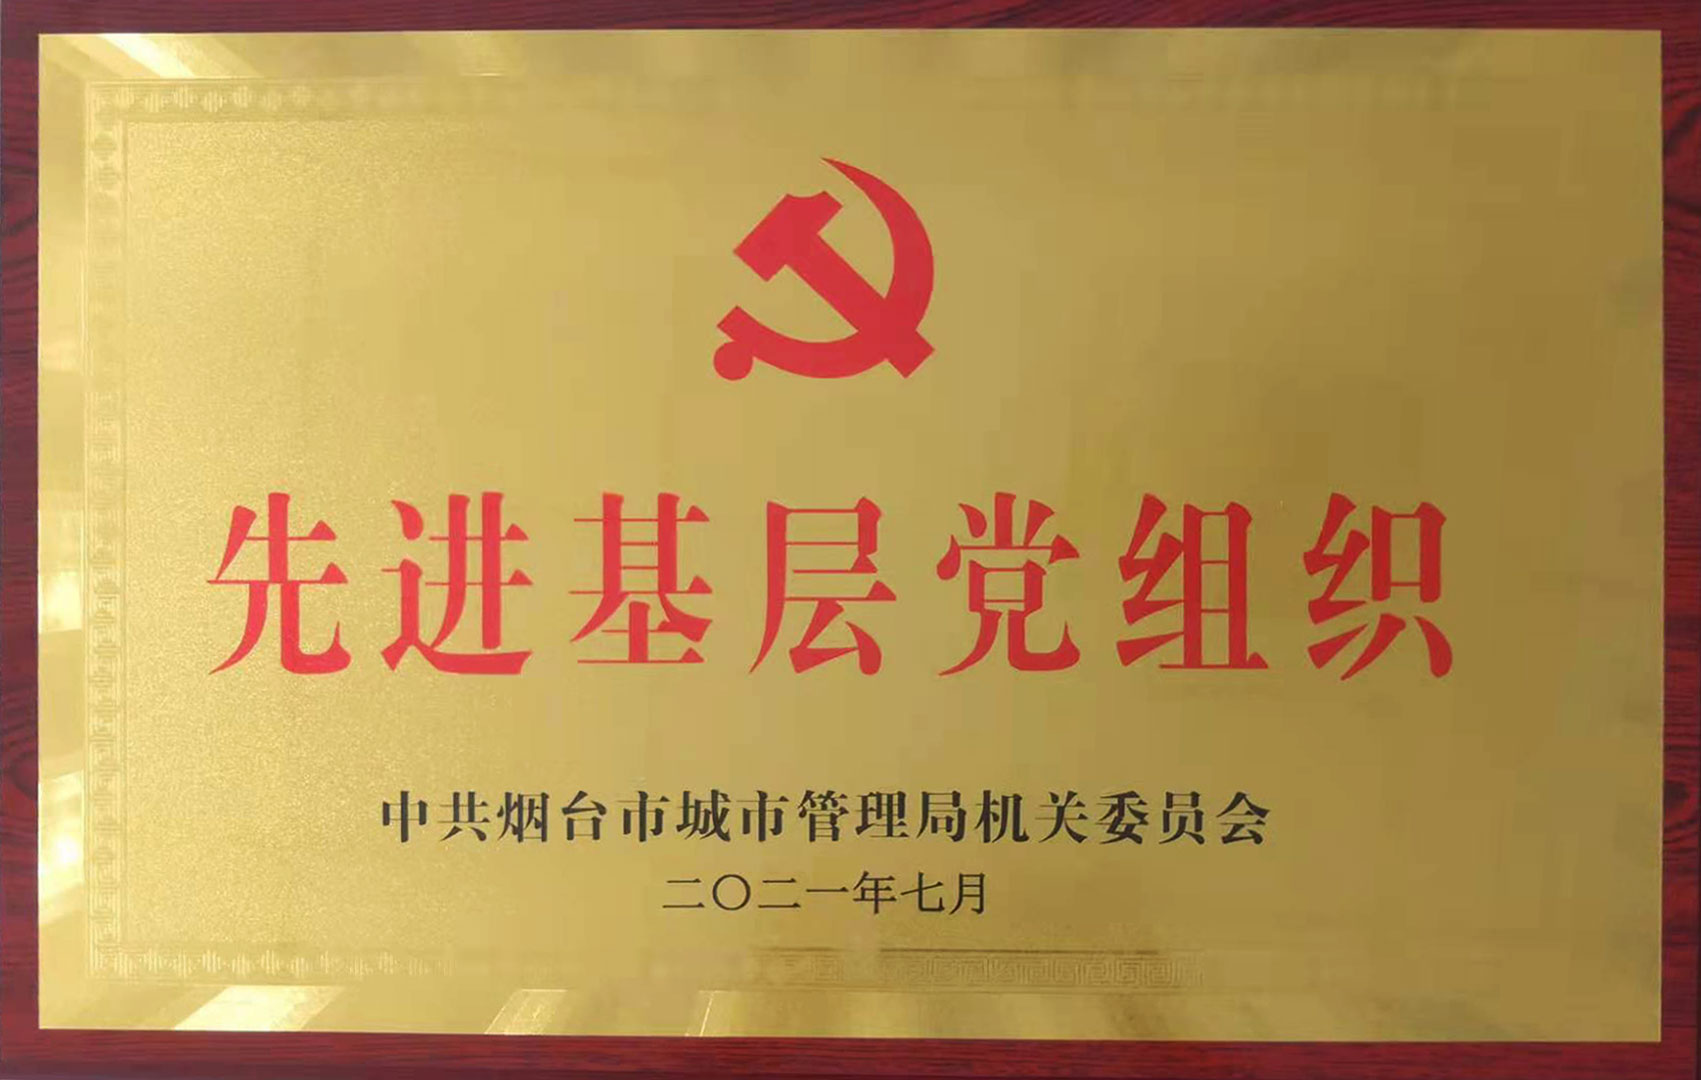 先进基层党组织
中共烟台市城市管理局机关委员会
二〇二一年七月